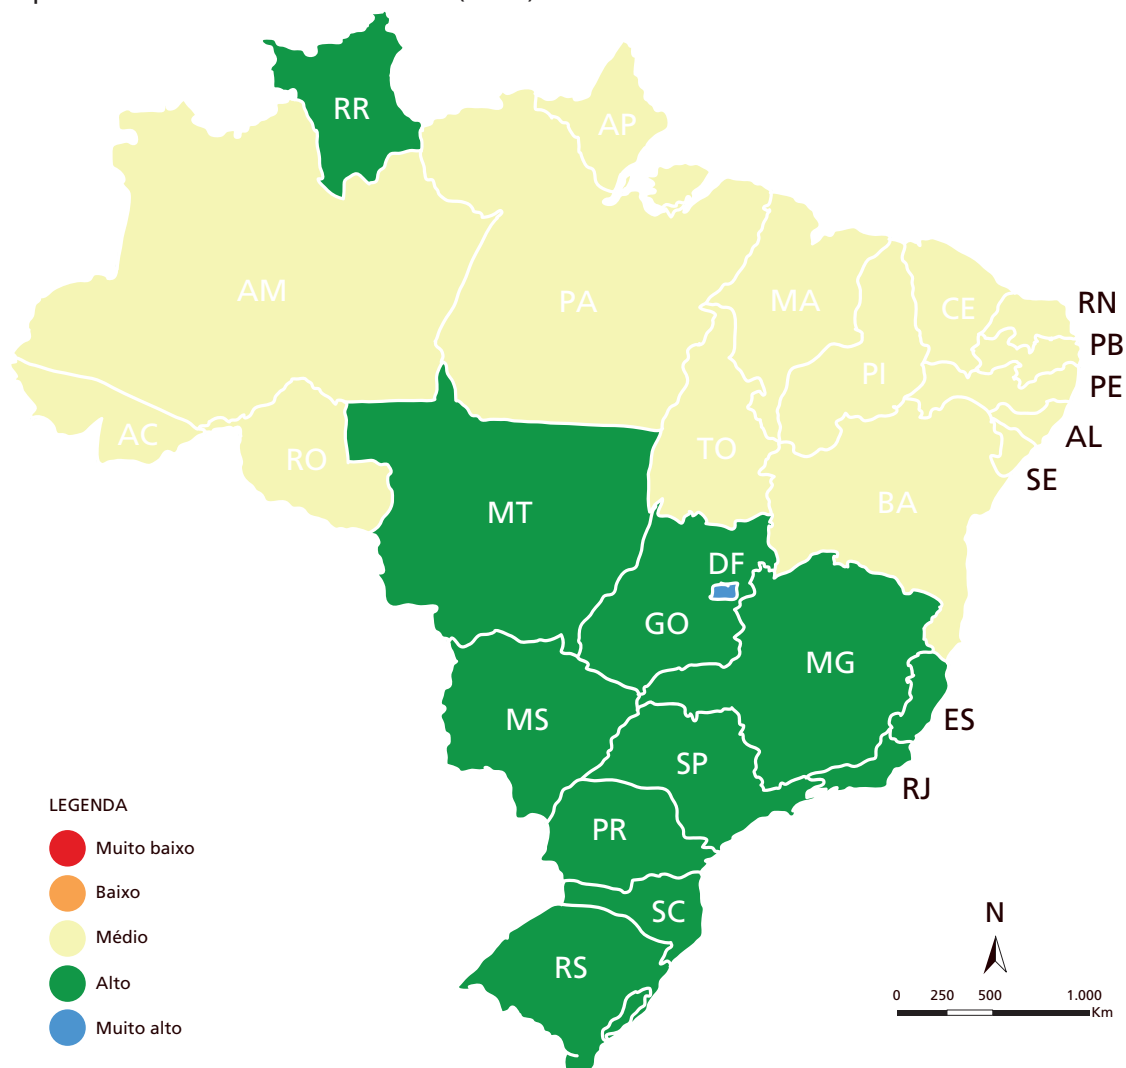 RR
AP
AM
PA
MA
CE
RN
PB
PE
PI
AL
AC
RO
TO
SE
BA
MT
DF
GO
MG
MS
ES
SP
RJ
PR
SC
RS
LEGENDA
Muito baixo
Baixo
Médio
Alto
Muito alto
N
0 250 500 1.000
Km